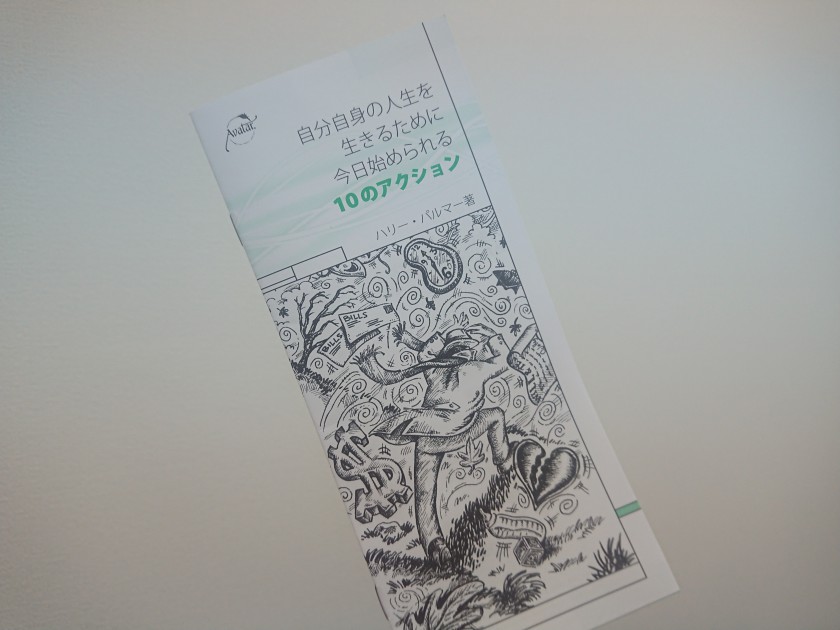 Avatar
自分自身の人生を
生きるために
今日始められる
10のアクション
ハリー・パルマー著
BILLS
BILLS